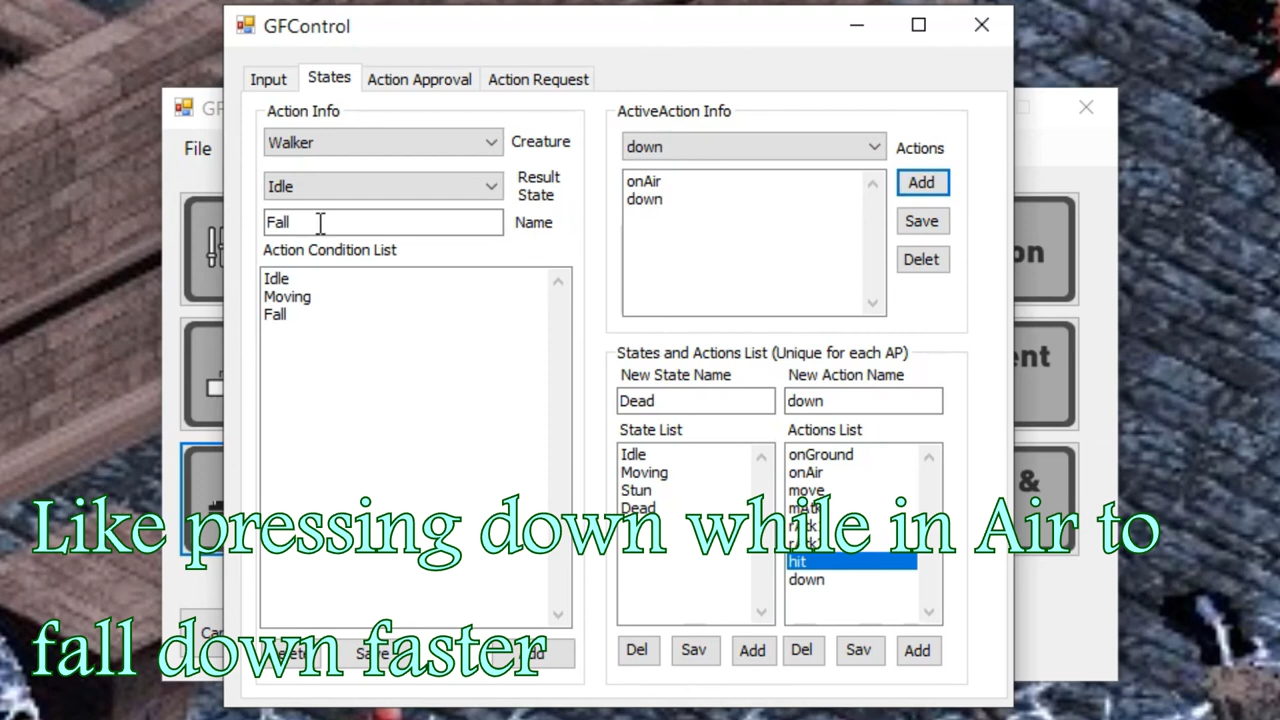 GFControl
Input
States
Action Approval
Action Request
File
Action Info
Walker
Creature
Idle
Result
State
Fall
Name
Action Condition List
Idle
Moving
Fall
ActiveAction Info
down
Actions
onAir
down
Add
Save
Delet
States and Actions List (Unique for each AP)
New State Name
New Action Name
Dead
down
State List
Actions List
Idle
Moving
Stun
Dead
onGround
onAir
move
hit
down
Del
Sav
Add
Del
Sav
Add
Like pressing down while in Air to
fall down faster